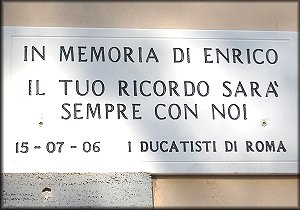 IN MEMORIA DI ENRICO
IL TUO RICORDO SARA'
SEMPRE CON NOI
15-07-06 I DUCATISTI DI ROMA